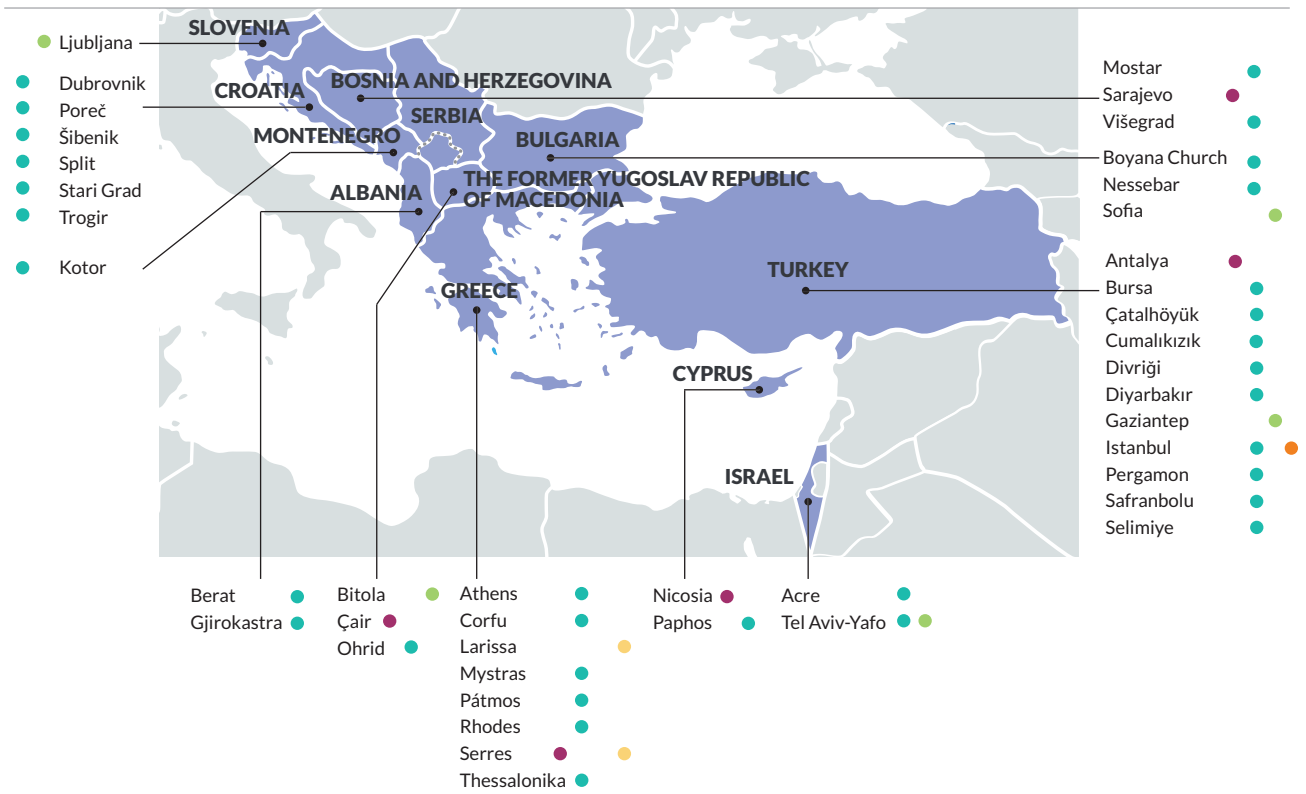 SLOVENIA
Ljubljana
Dubrovnik
Poreč
Šibenik
Split
Stari Grad
Trogir
Kotor
CROATIA
BOSNIA AND HERZEGOVINA
SERBIA
MONTENEGRO
BULGARIA
ALBANIA
THE FORMER YUGOSLAV REPUBLIC
OF MACEDONIA
GREECE
TURKEY
CYPRUS
ISRAEL
Mostar
Sarajevo
Višegrad
Boyana Church
Nessebar
Sofia
Antalya
Bursa
Çatalhöyük
Cumalıkızık
Divriği
Diyarbakır
Gaziantep
Istanbul
Pergamon
Safranbolu
Selimiye
Berat
Gjirokastra
Bitola
Çair
Ohrid
Athens
Corfu
Larissa
Mystras
Pátmos
Rhodes
Serres
Thessalonika
Nicosia
Paphos
Acre
Tel Aviv-Yafo